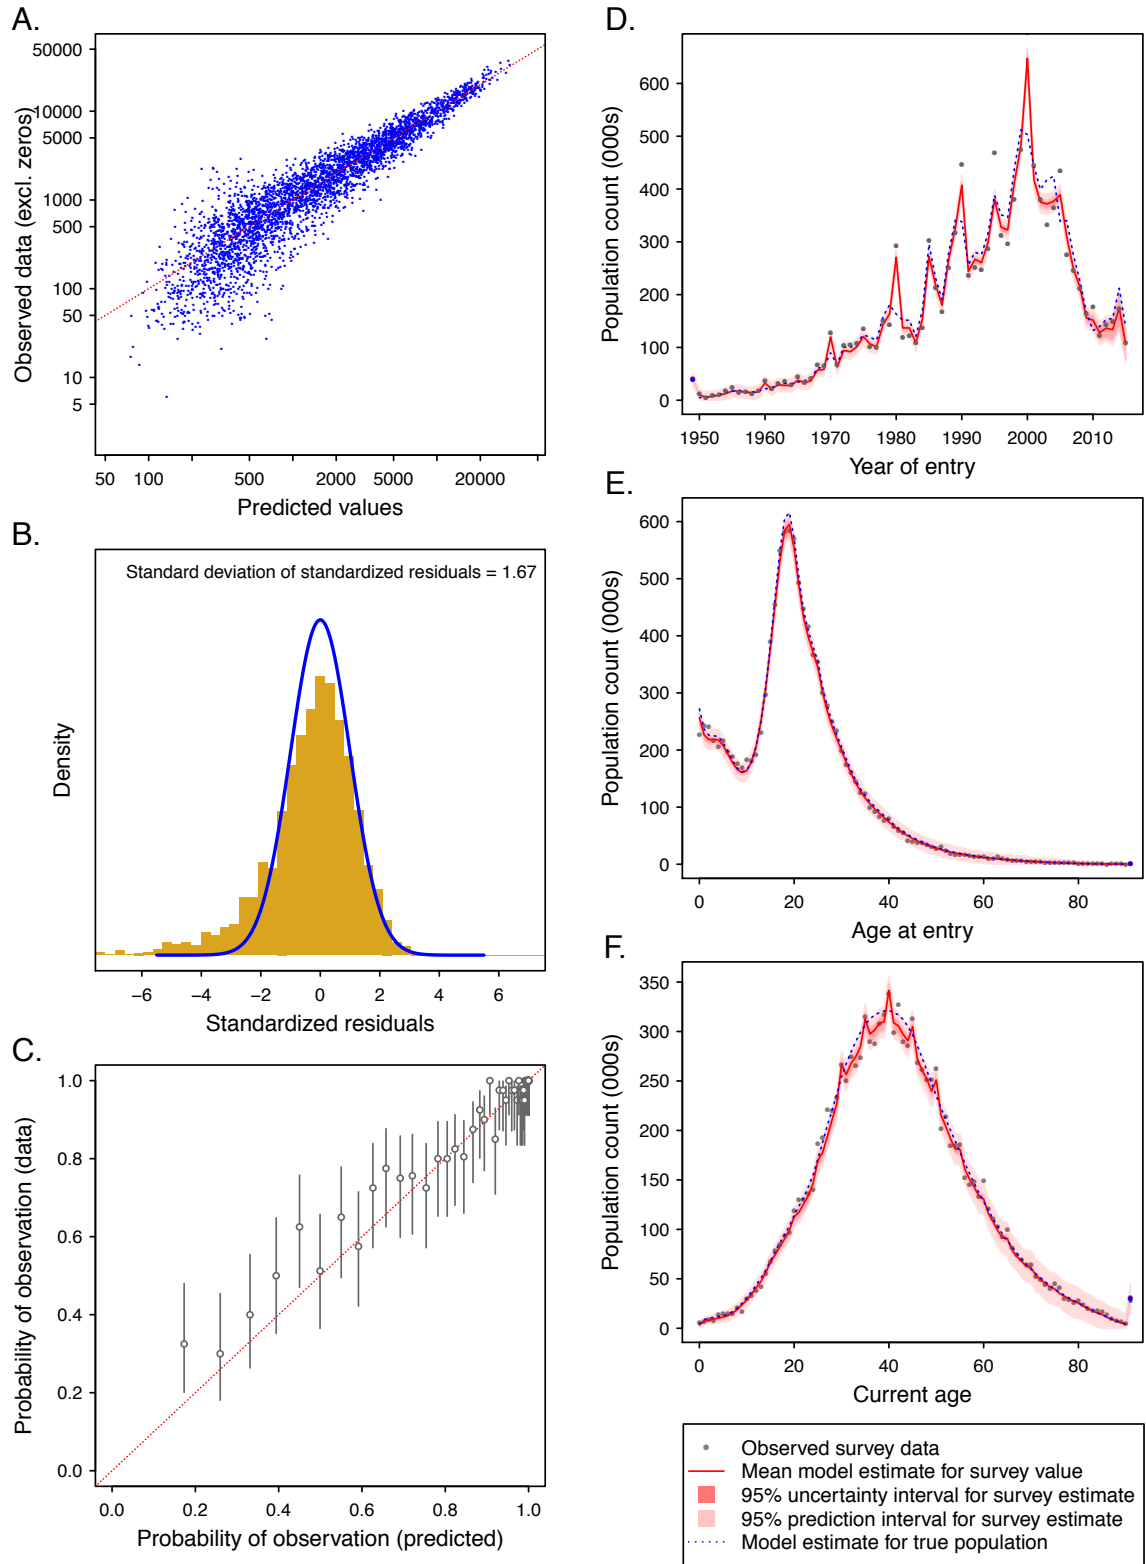 A.
Observed data (excl. zeros)
50000
10000
5000
1000
500
100
50
10
5
50 100 500 2000 5000 20000
Predicted values
B.
Standard deviation of standardized residuals = 1.67
Density
−6 −4 −2 0 2 4 6
Standardized residuals
C.
Probability of observation (data)
1.0
0.8
0.6
0.4
0.2
0.0
0.0 0.2 0.4 0.6 0.8 1.0
Probability of observation (predicted)
D.
Population count (000s)
600
500
400
300
200
100
0
1950 1960 1970 1980 1990 2000 2010
Year of entry
E.
Population count (000s)
600
500
400
300
200
100
0
0 20 40 60 80
Age at entry
F.
Population count (000s)
350
300
250
200
150
100
50
0
0 20 40 60 80
Current age
Observed survey data
Mean model estimate for survey value
95% uncertainty interval for survey estimate
95% prediction interval for survey estimate
Model estimate for true population